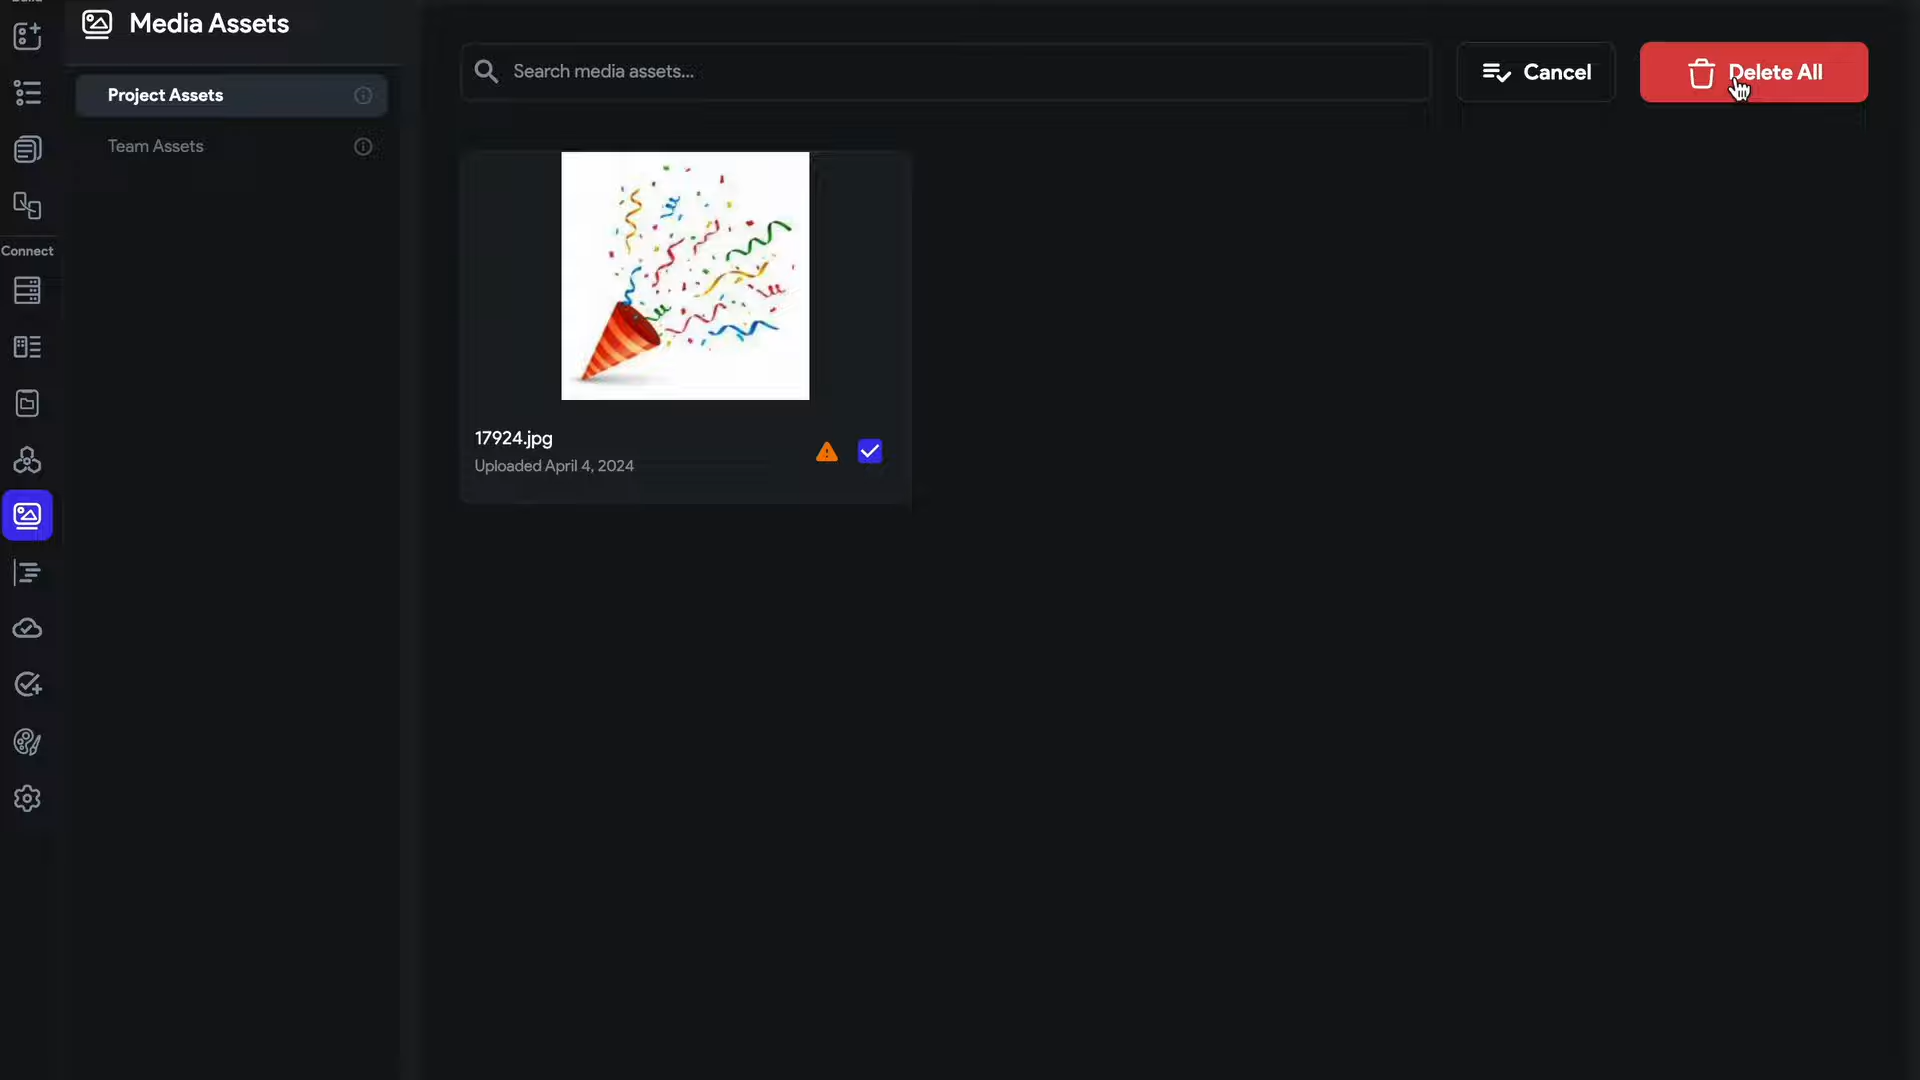 Media Assets
Search media assets...
Cancel
Delete All
Project Assets
Team Assets
Connect
17924.jpg
Uploaded April 4, 2024